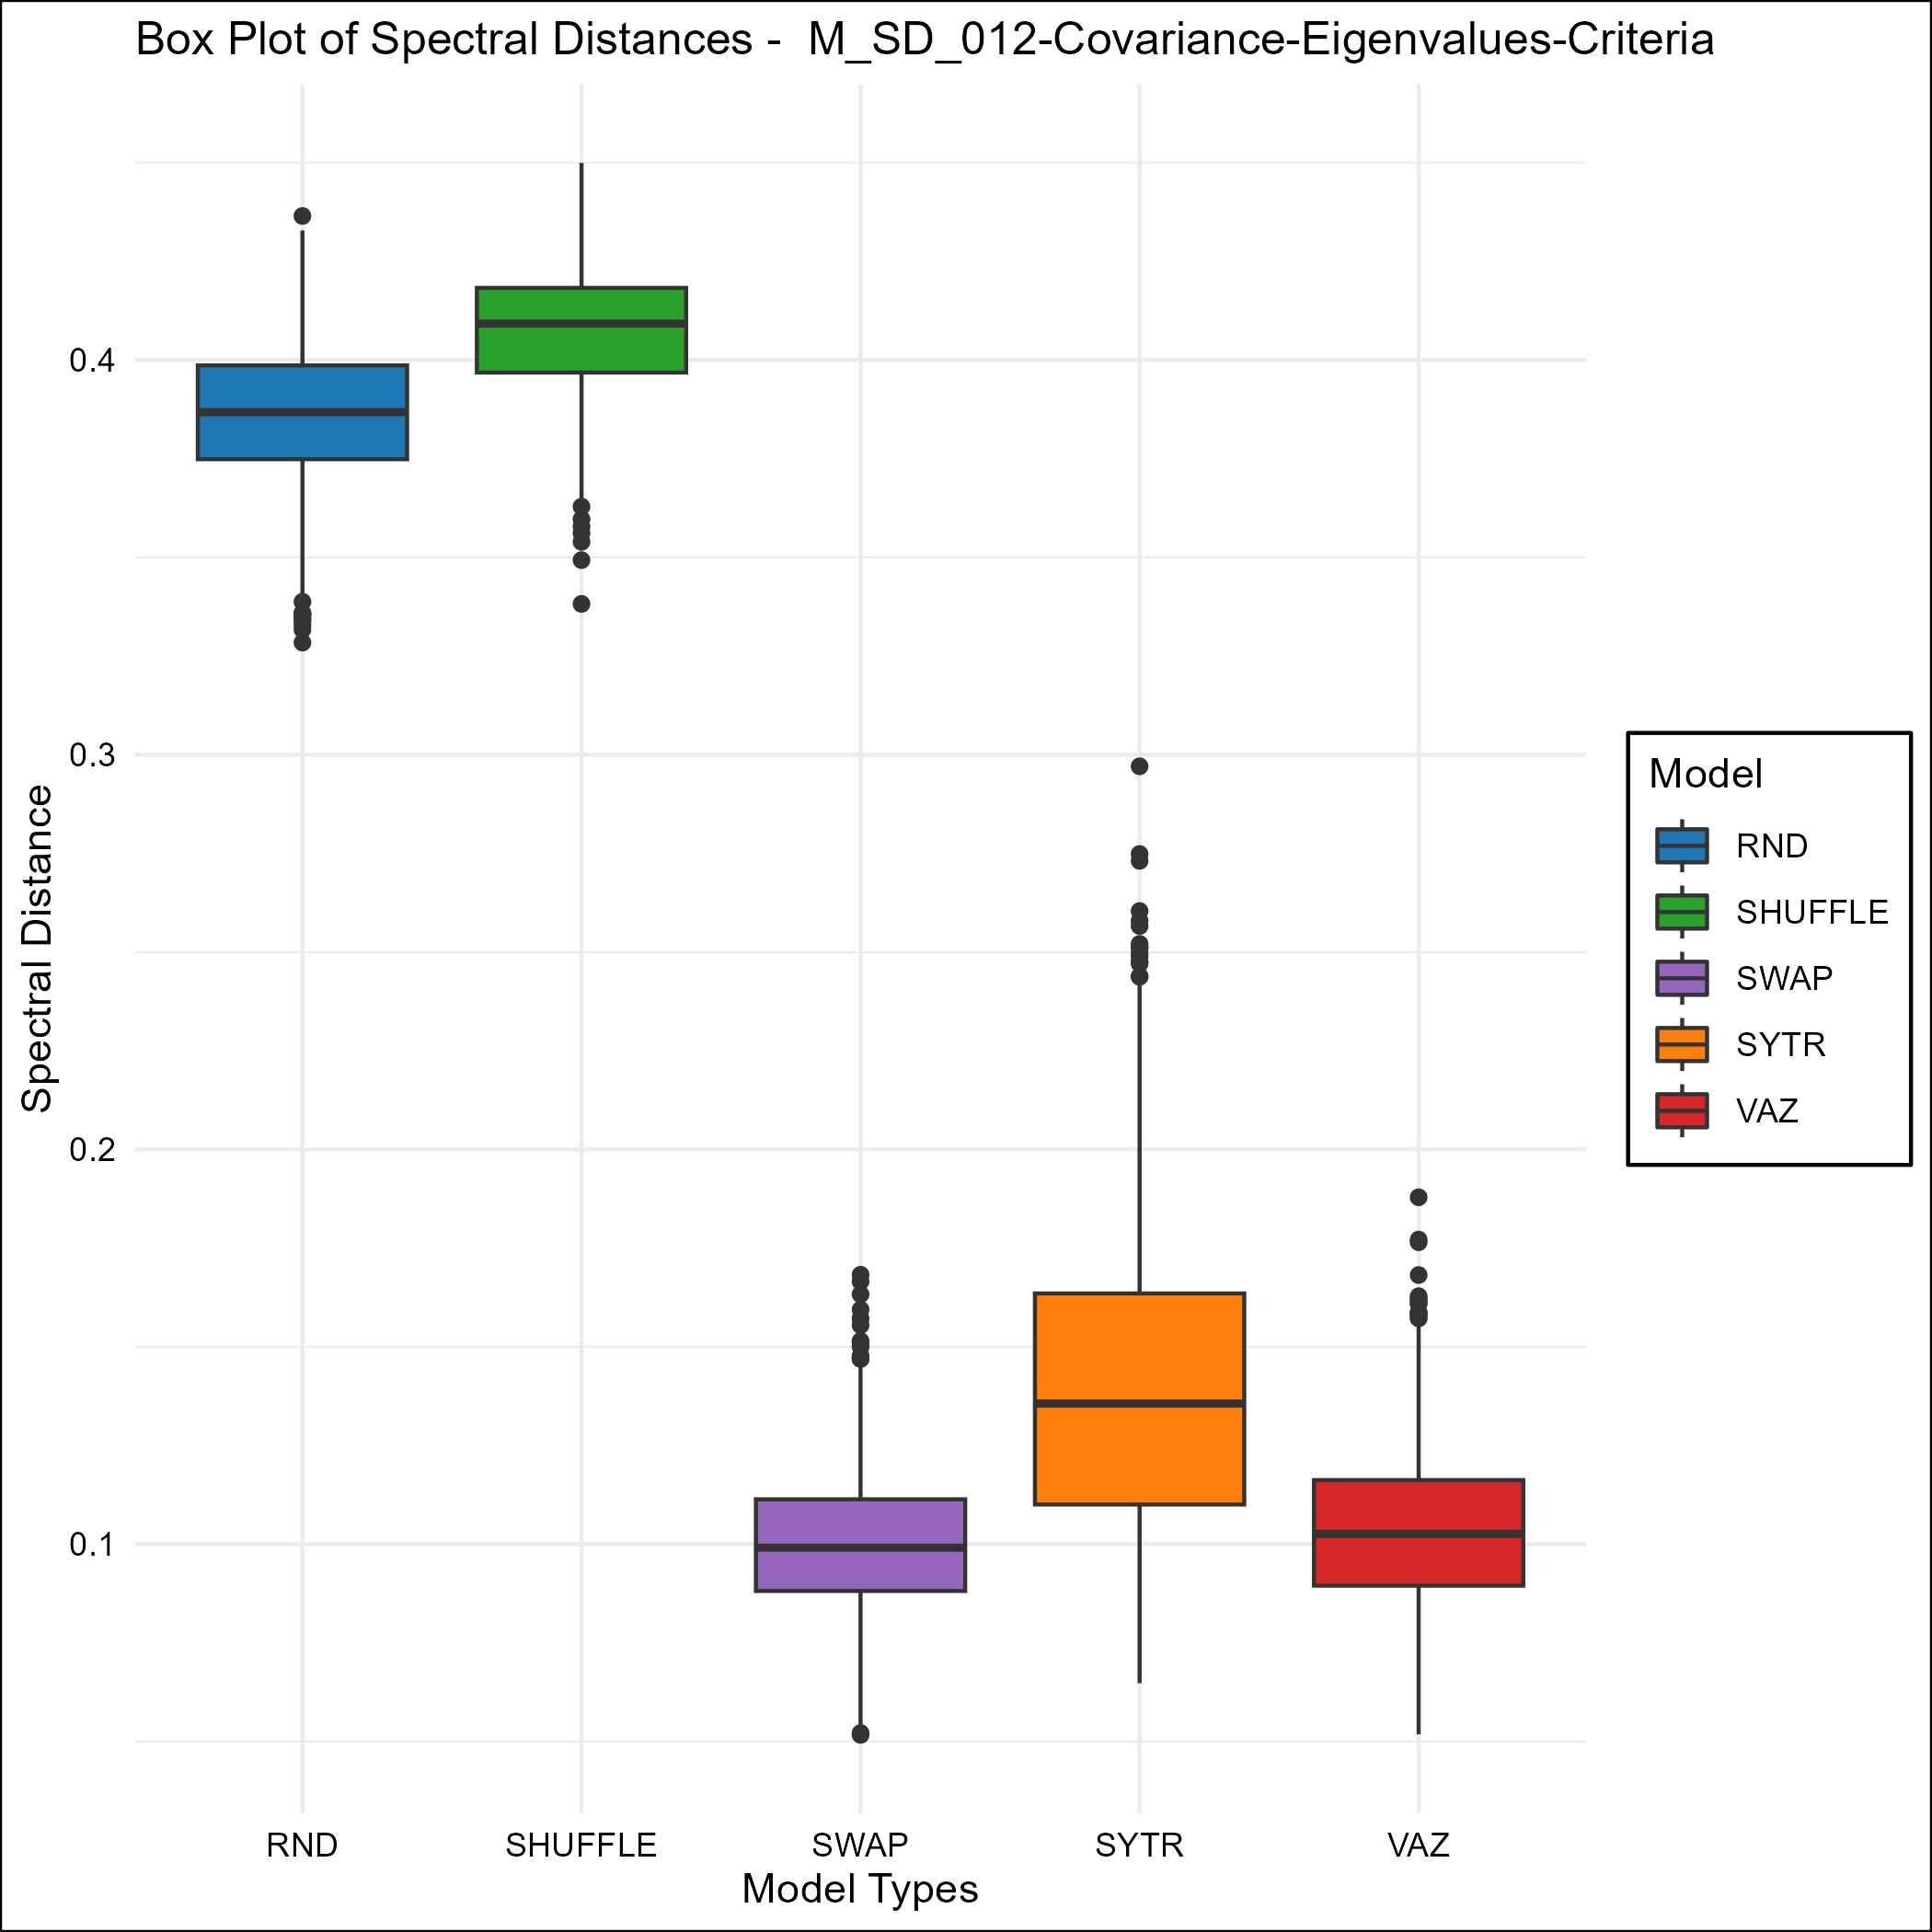 Box Plot of Spectral Distances -  M_SD_012-Covariance-Eigenvalues-Criteria
0.4
0.3
0.2
0.1
Spectral Distance
RND
SHUFFLE
SWAP
SYTR
VAZ
Model Types
Model
RND
SHUFFLE
SWAP
SYTR
VAZ